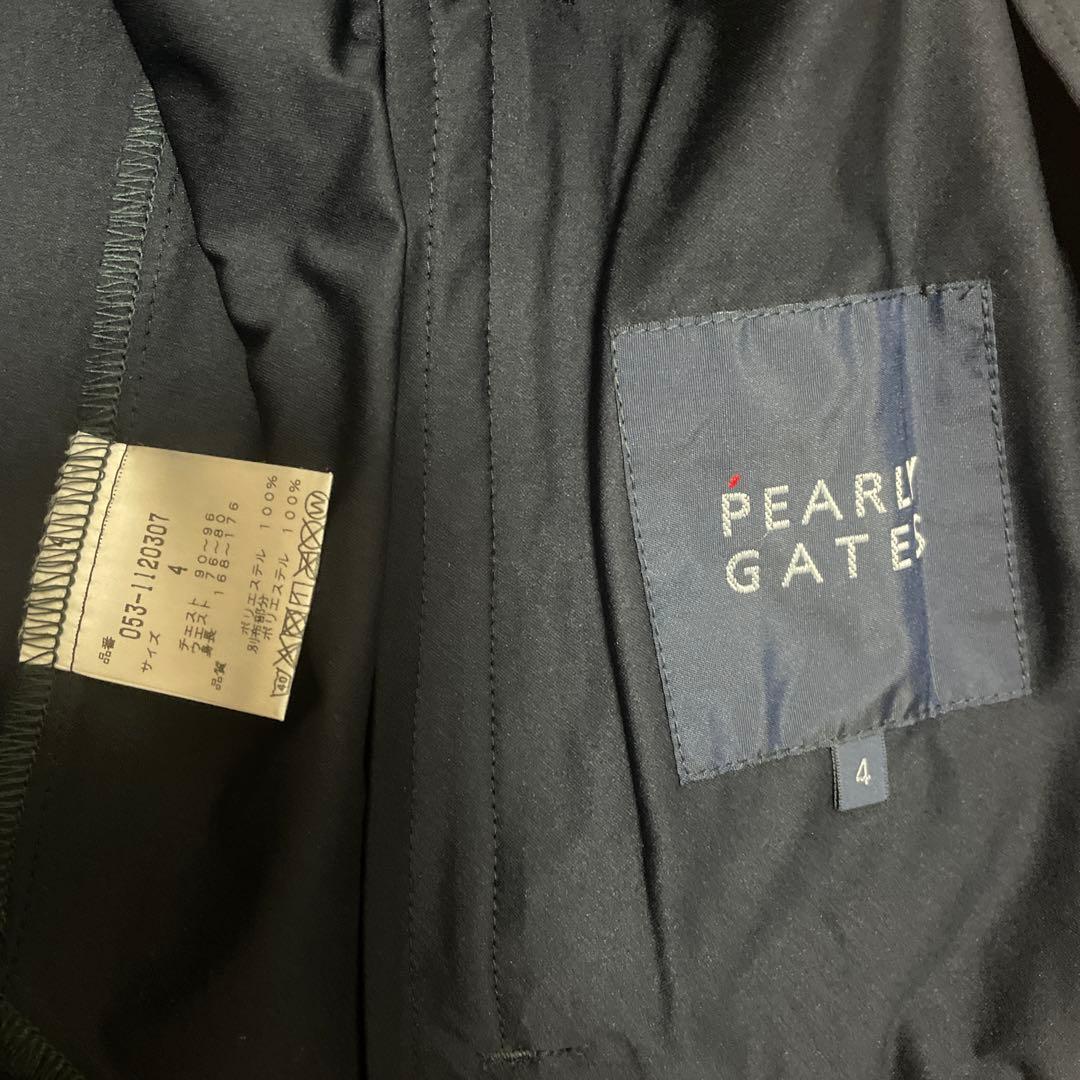 品番
053-1120307
サイズ 4
チェスト 90~96
ウエスト 76~80
身長 168~176
品質
ポリエステル 100%
別布部分
ポリエステル 100%
40
W
PEARLY
GATES
4